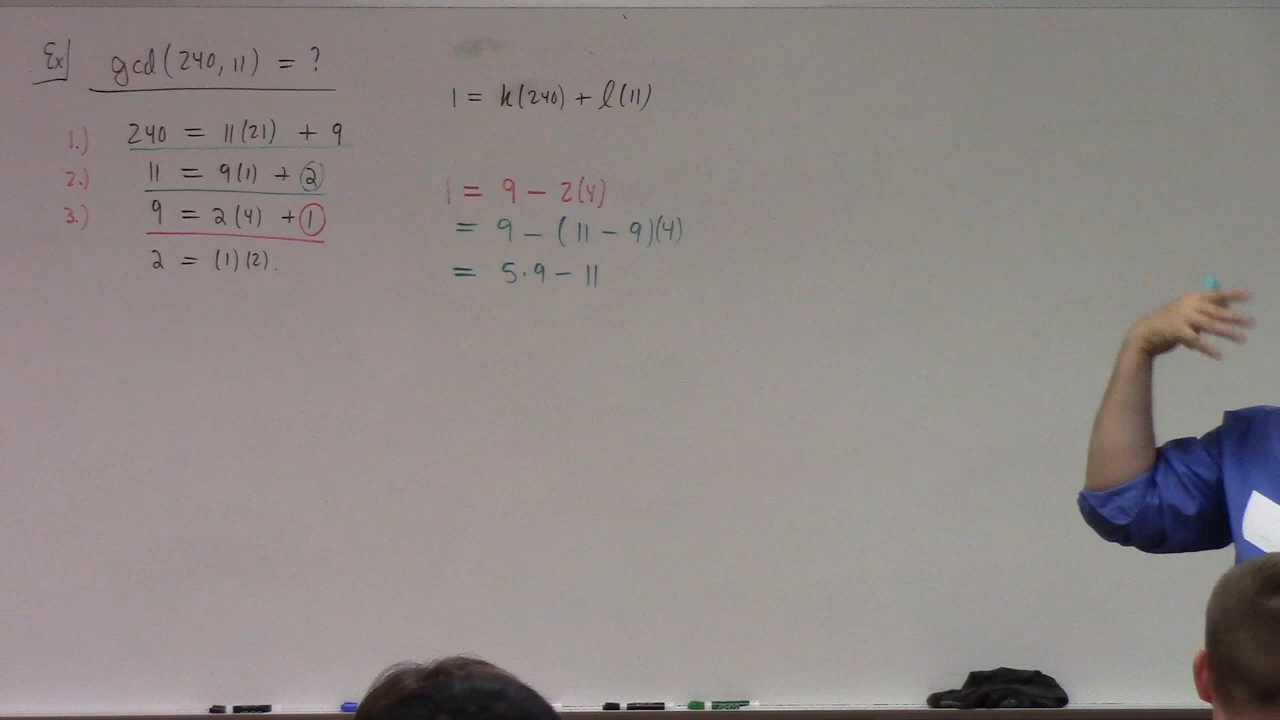 Ex] gcd(240, 11) = ?
1.) 240 = 11(21) + 9
2.) 11 = 9(1) + 2
3.) 9 = 2(4) + 1
2 = (1)(2).
1 = k(240) + l(11)
1 = 9 - 2(4)
= 9 - (11 - 9)(4)
= 5·9 - 11